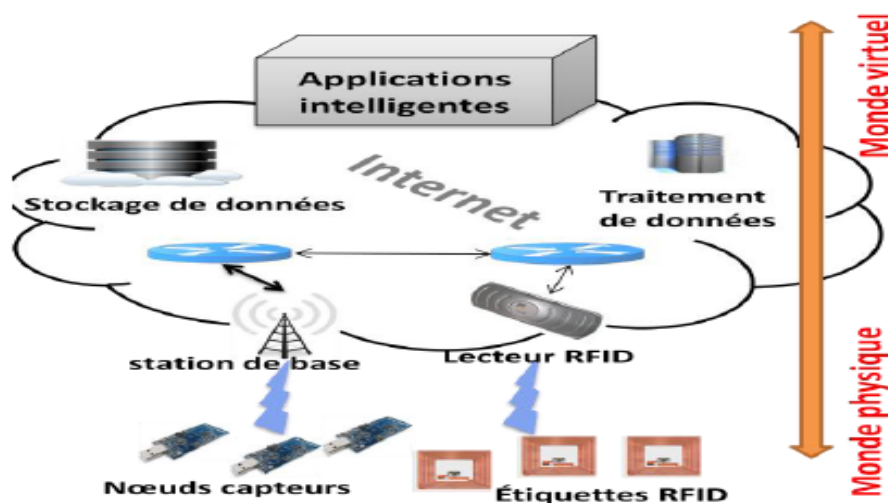 Applications
intelligentes
Monde virtuel
Internet
Stockage de données
Traitement
de données
station de base
Lecteur RFID
Monde physique
Nœuds capteurs
Étiquettes RFID